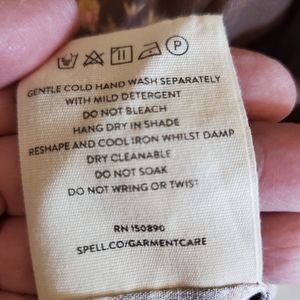 GENTLE COLD HAND WASH SEPARATELY
WITH MILD DETERGENT
DO NOT BLEACH
HANG DRY IN SHADE
RESHAPE AND COOL IRON WHILST DAMP
DRY CLEANABLE
DO NOT SOAK
DO NOT WRING OR TWIST
RN 150890
SPELL.CO/GARMENTCARE